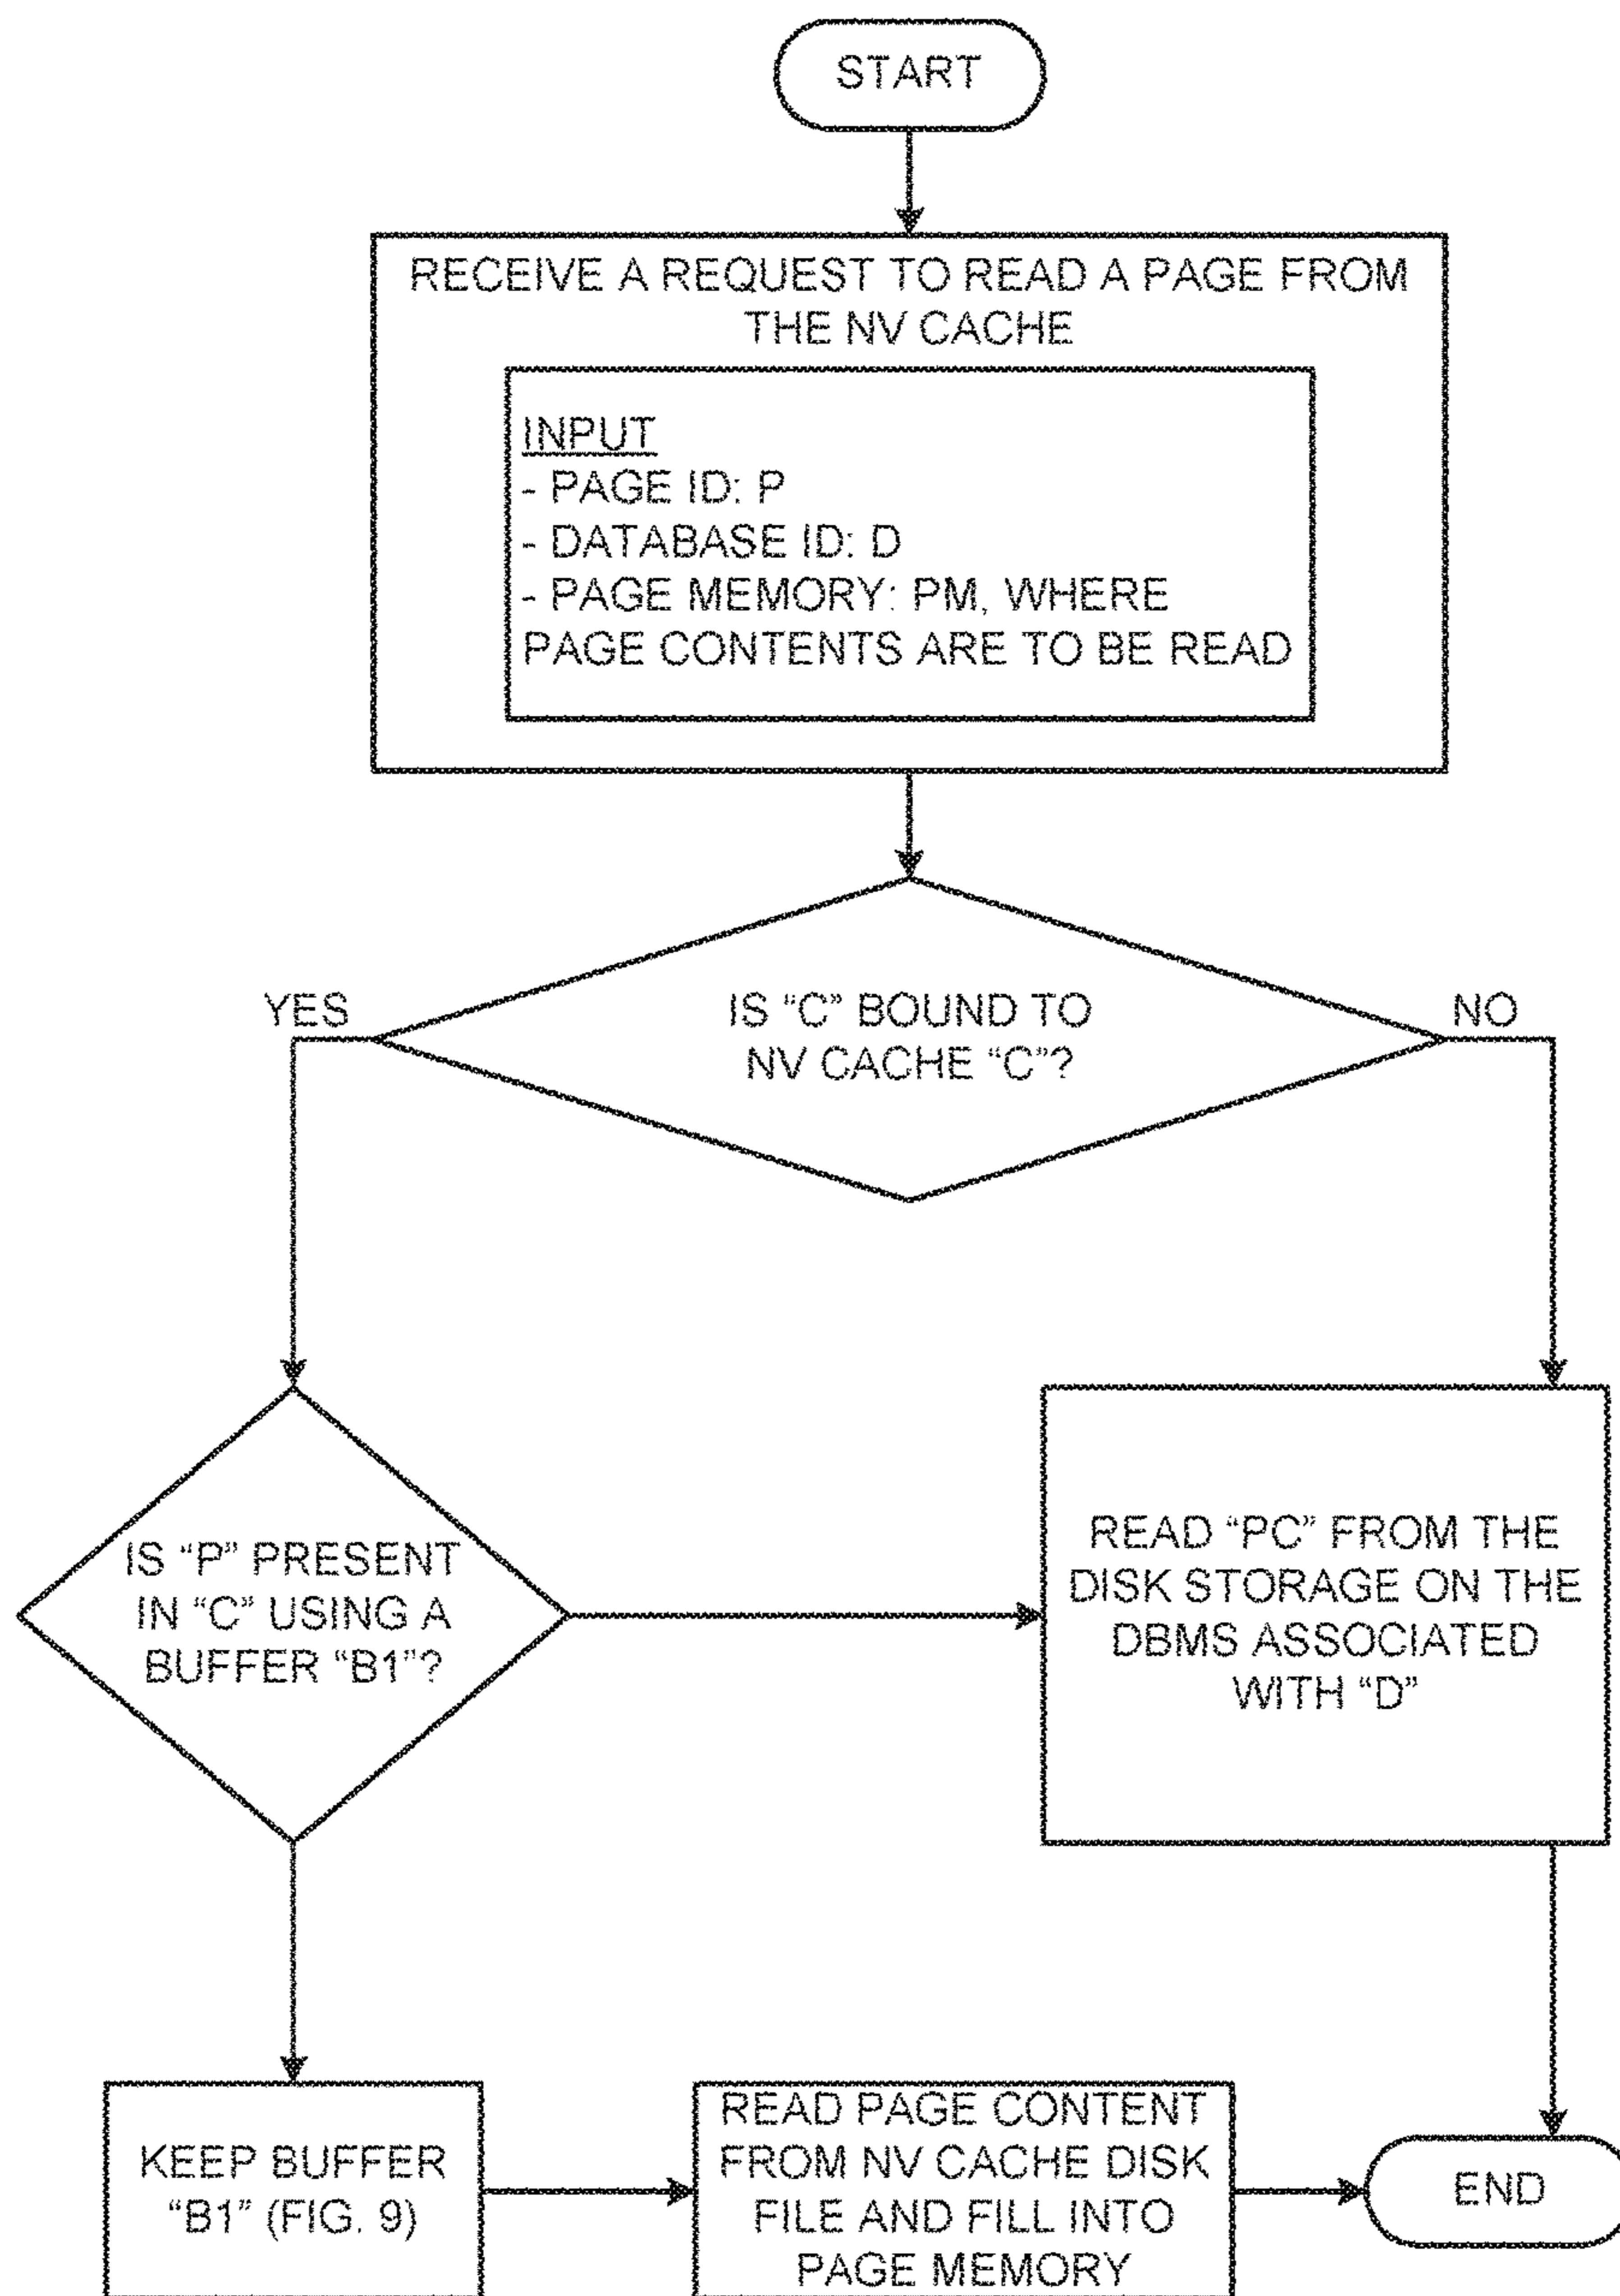 START
RECEIVE A REQUEST TO READ A PAGE FROM
THE NV CACHE
INPUT
- PAGE ID: P
- DATABASE ID: D
- PAGE MEMORY: PM, WHERE
PAGE CONTENTS ARE TO BE READ
YES
IS “C” BOUND TO
NV CACHE “C”?
NO
IS “P” PRESENT
IN “C” USING A
BUFFER “B1”?
READ “PC” FROM THE
DISK STORAGE ON THE
DBMS ASSOCIATED
WITH “D”
KEEP BUFFER
“B1” (FIG. 9)
READ PAGE CONTENT
FROM NV CACHE DISK
FILE AND FILL INTO
PAGE MEMORY
END